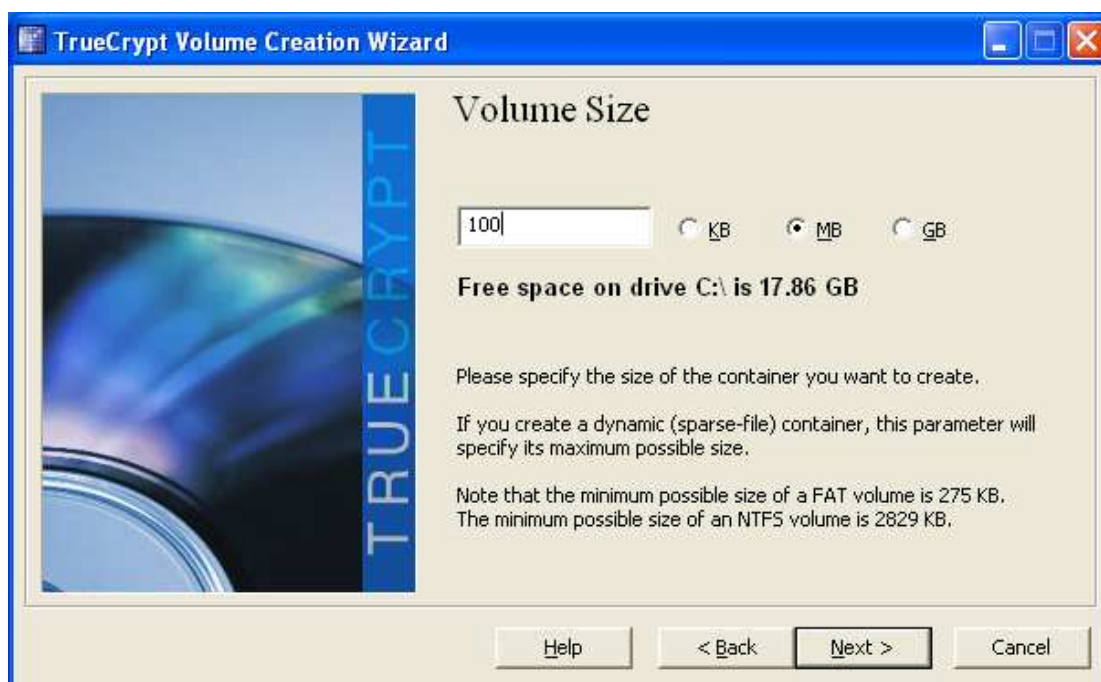 TrueCrypt Volume Creation Wizard
TRUECRYPT
Volume Size
100 KB MB GB
Free space on drive C:\ is 17.86 GB
Please specify the size of the container you want to create.
If you create a dynamic (sparse-file) container, this parameter will
specify its maximum possible size.
Note that the minimum possible size of a FAT volume is 275 KB.
The minimum possible size of an NTFS volume is 2829 KB.
Help < Back Next > Cancel